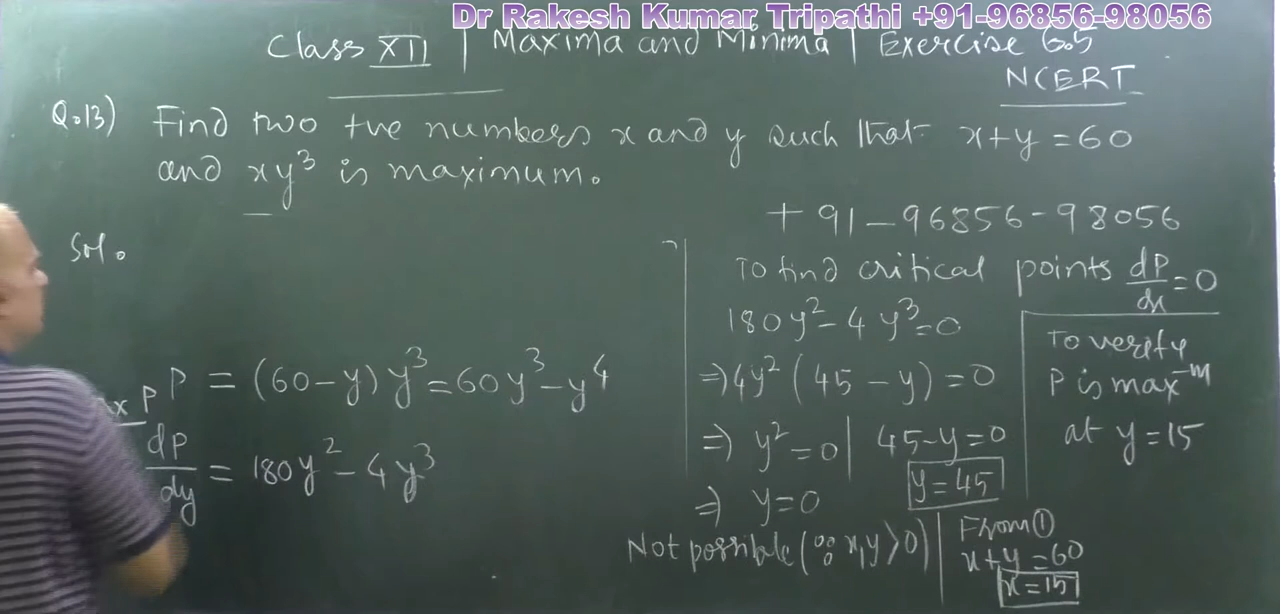 Dr Rakesh Kumar Tripathi +91-96856-98056
Class XII | Maxima and Minima | Exercise 6.5
NCERT
Q.13) Find two +ve numbers x and y such that x+y=60
and xy³ is maximum.
Sol.
P = (60-y)y³ = 60y³-y⁴
dP/dy = 180y²-4y³
+91-96856-98056
To find critical points dP/dx=0
180y²-4y³=0
⇒4y²(45-y)=0
⇒ y²=0 | 45-y=0
⇒ y=0
y=45
Not possible (∵ x,y>0)
From ①
x+y=60
x=15
To verify
P is max^m
at y=15